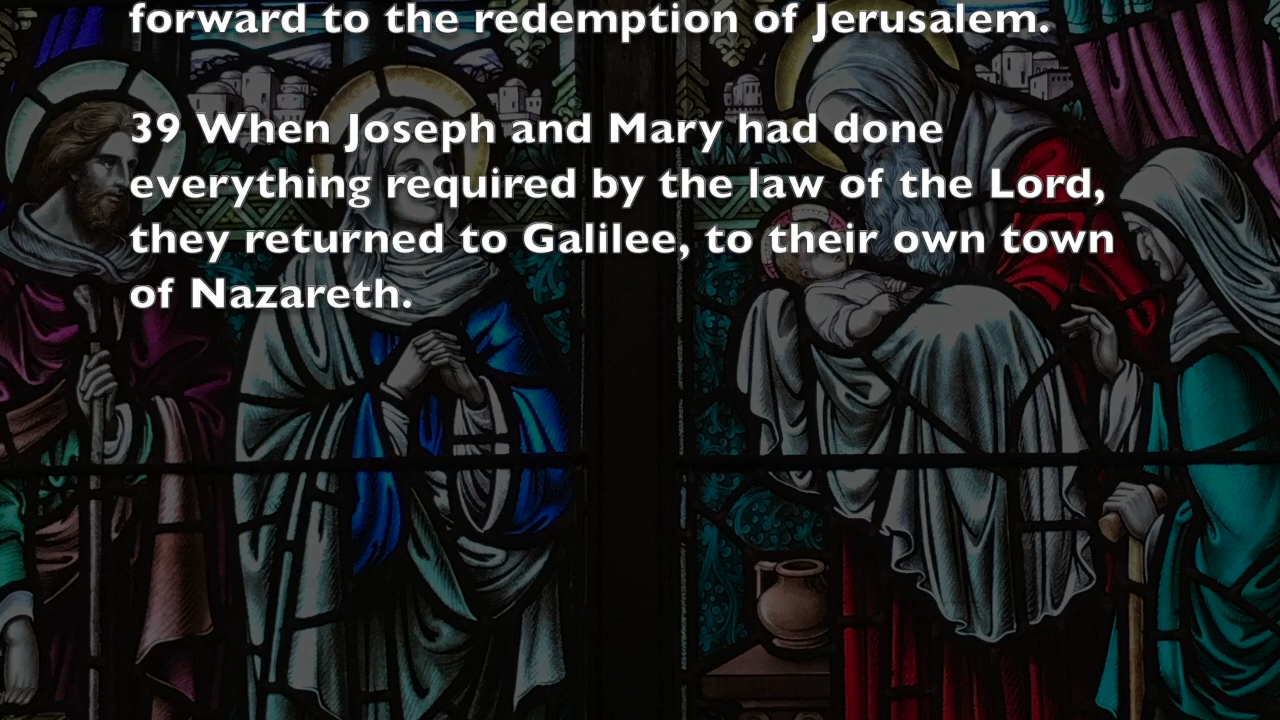 forward to the redemption of Jerusalem.
39 When Joseph and Mary had done
everything required by the law of the Lord,
they returned to Galilee, to their own town
of Nazareth.